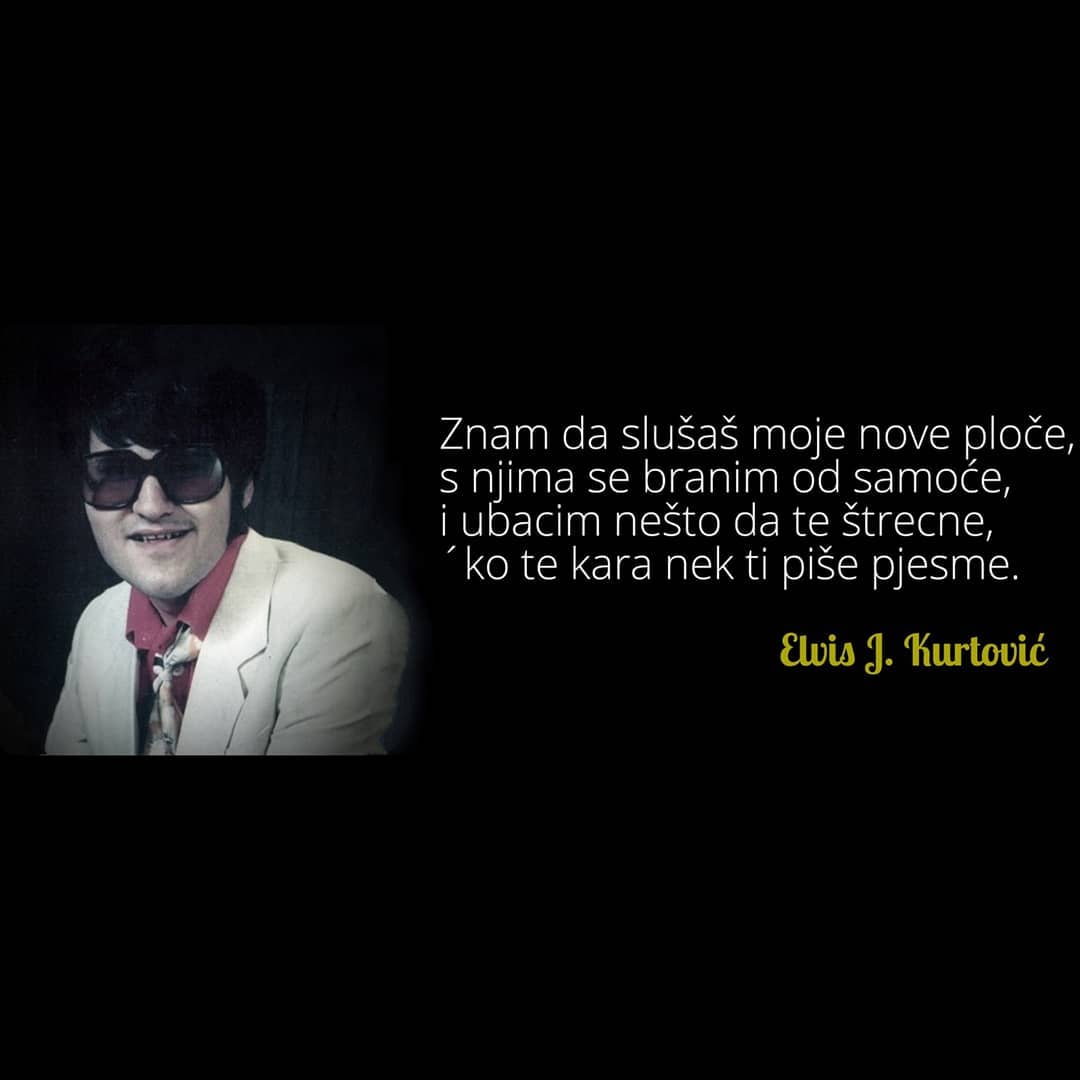 Znam da slušaš moje nove ploče,
s njima se branim od samoće,
i ubacim nešto da te štrecne,
´ko te kara nek ti piše pjesme.
Elvis J. Kurtović